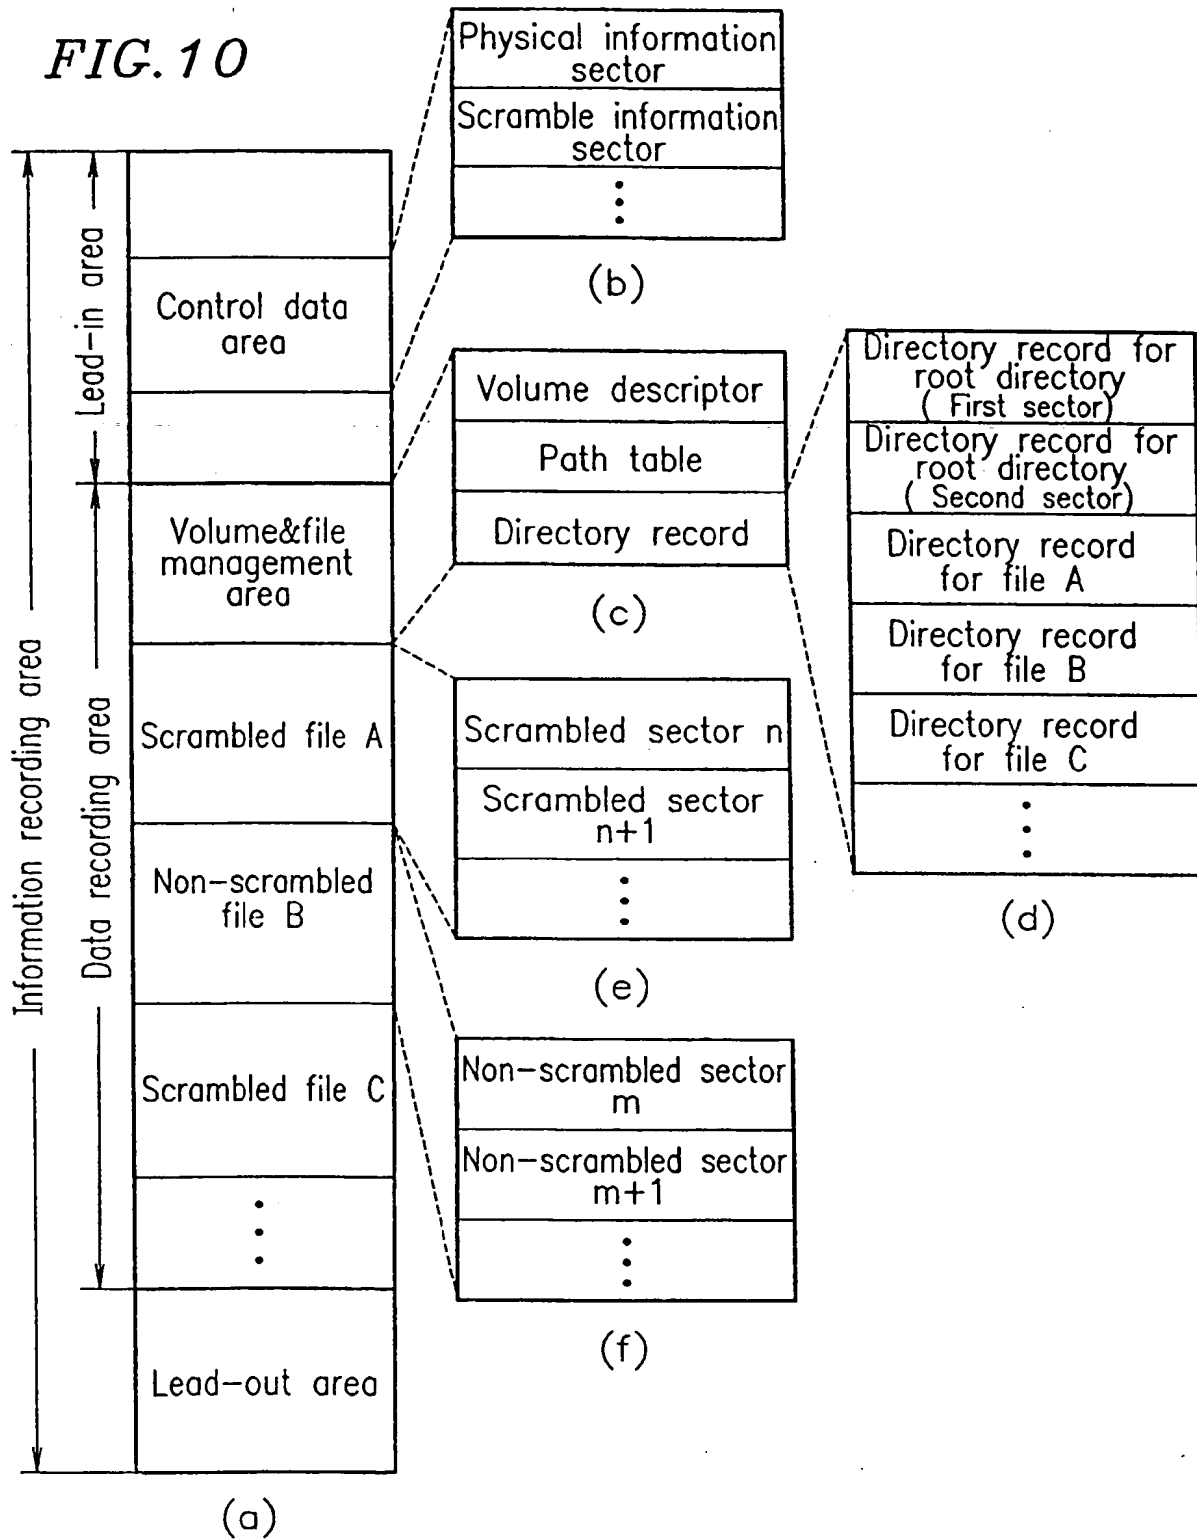 FIG.10
Information recording area
Lead-in area
Data recording area
Control data
area
Volume&file
management
area
Scrambled file A
Non-scrambled
file B
Scrambled file C
Lead-out area
(a)
Physical information
sector
Scramble information
sector
(b)
Volume descriptor
Path table
Directory record
(c)
Directory record for
root directory
( First sector)
Directory record for
root directory
( Second sector)
Directory record
for file A
Directory record
for file B
Directory record
for file C
(d)
Scrambled sector n
Scrambled sector
n+1
(e)
Non-scrambled sector
m
Non-scrambled sector
m+1
(f)